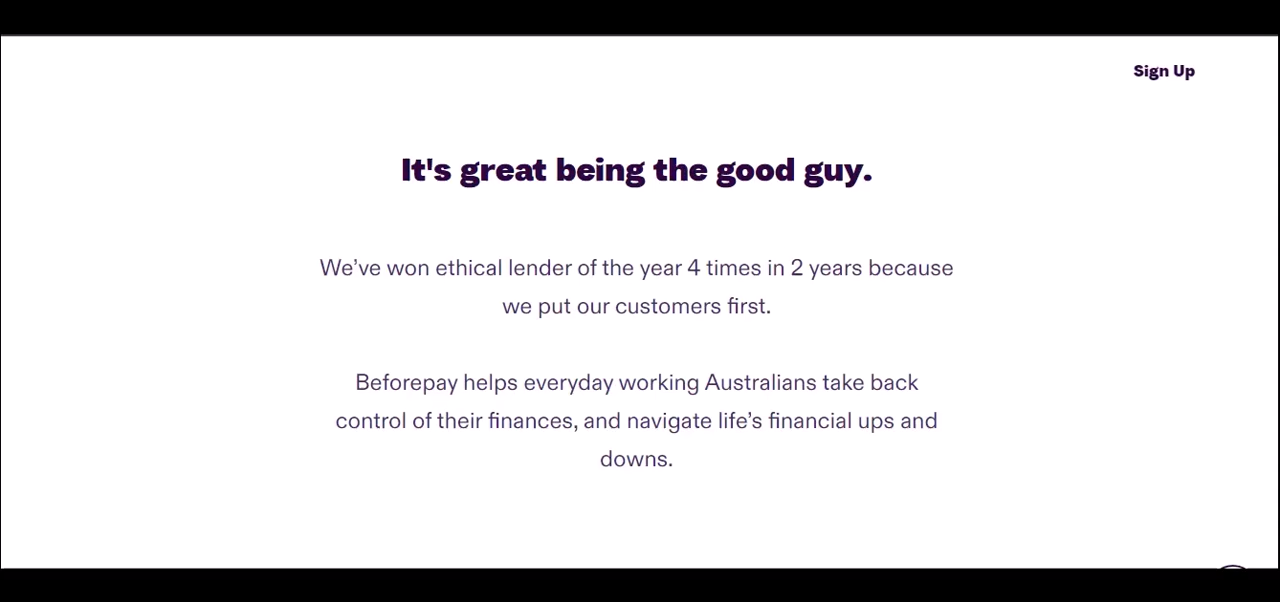 Sign Up
It's great being the good guy.
We’ve won ethical lender of the year 4 times in 2 years because
we put our customers first.
Beforepay helps everyday working Australians take back
control of their finances, and navigate life’s financial ups and
downs.